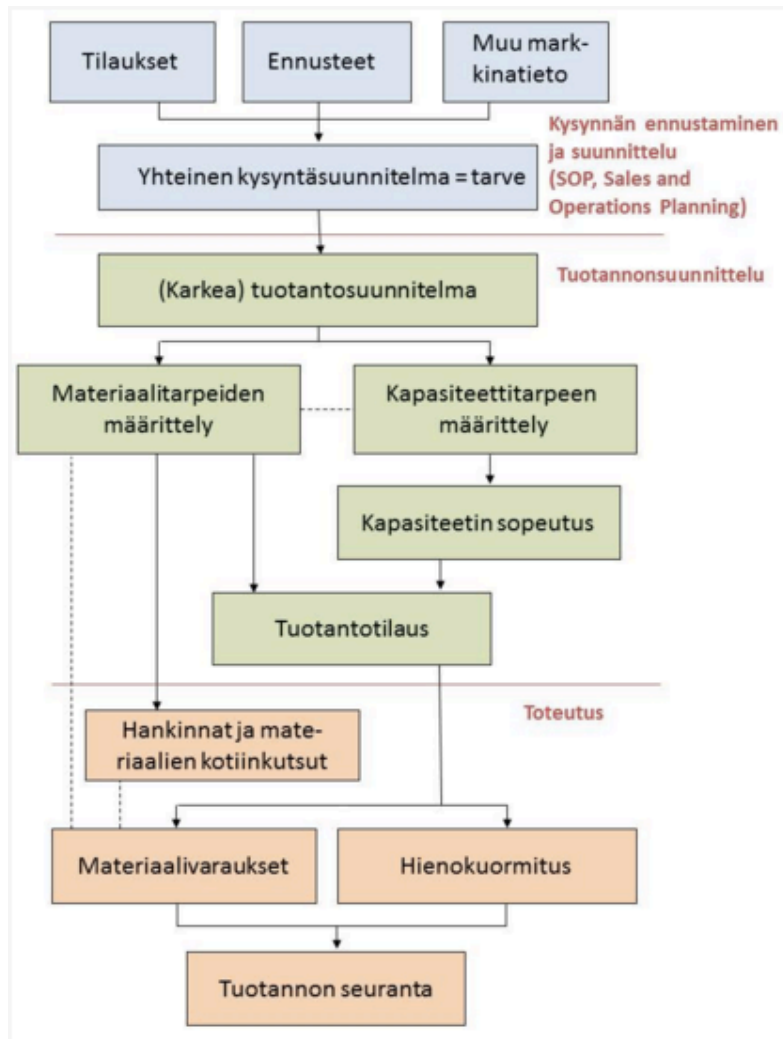 Tilaukset
Ennusteet
Muu mark-
kinatieto
Kysynnän ennustaminen
ja suunnittelu
(SOP, Sales and
Operations Planning)
Yhteinen kysyntäsuunnitelma = tarve
Tuotannonsuunnittelu
(Karkea) tuotantosuunnitelma
Materiaalitarpeiden
määrittely
Kapasiteettitarpeen
määrittely
Kapasiteetin sopeutus
Tuotantotilaus
Toteutus
Hankinnat ja mate-
riaalien kotiinkutsut
Materiaalivaraukset
Hienokuormitus
Tuotannon seuranta